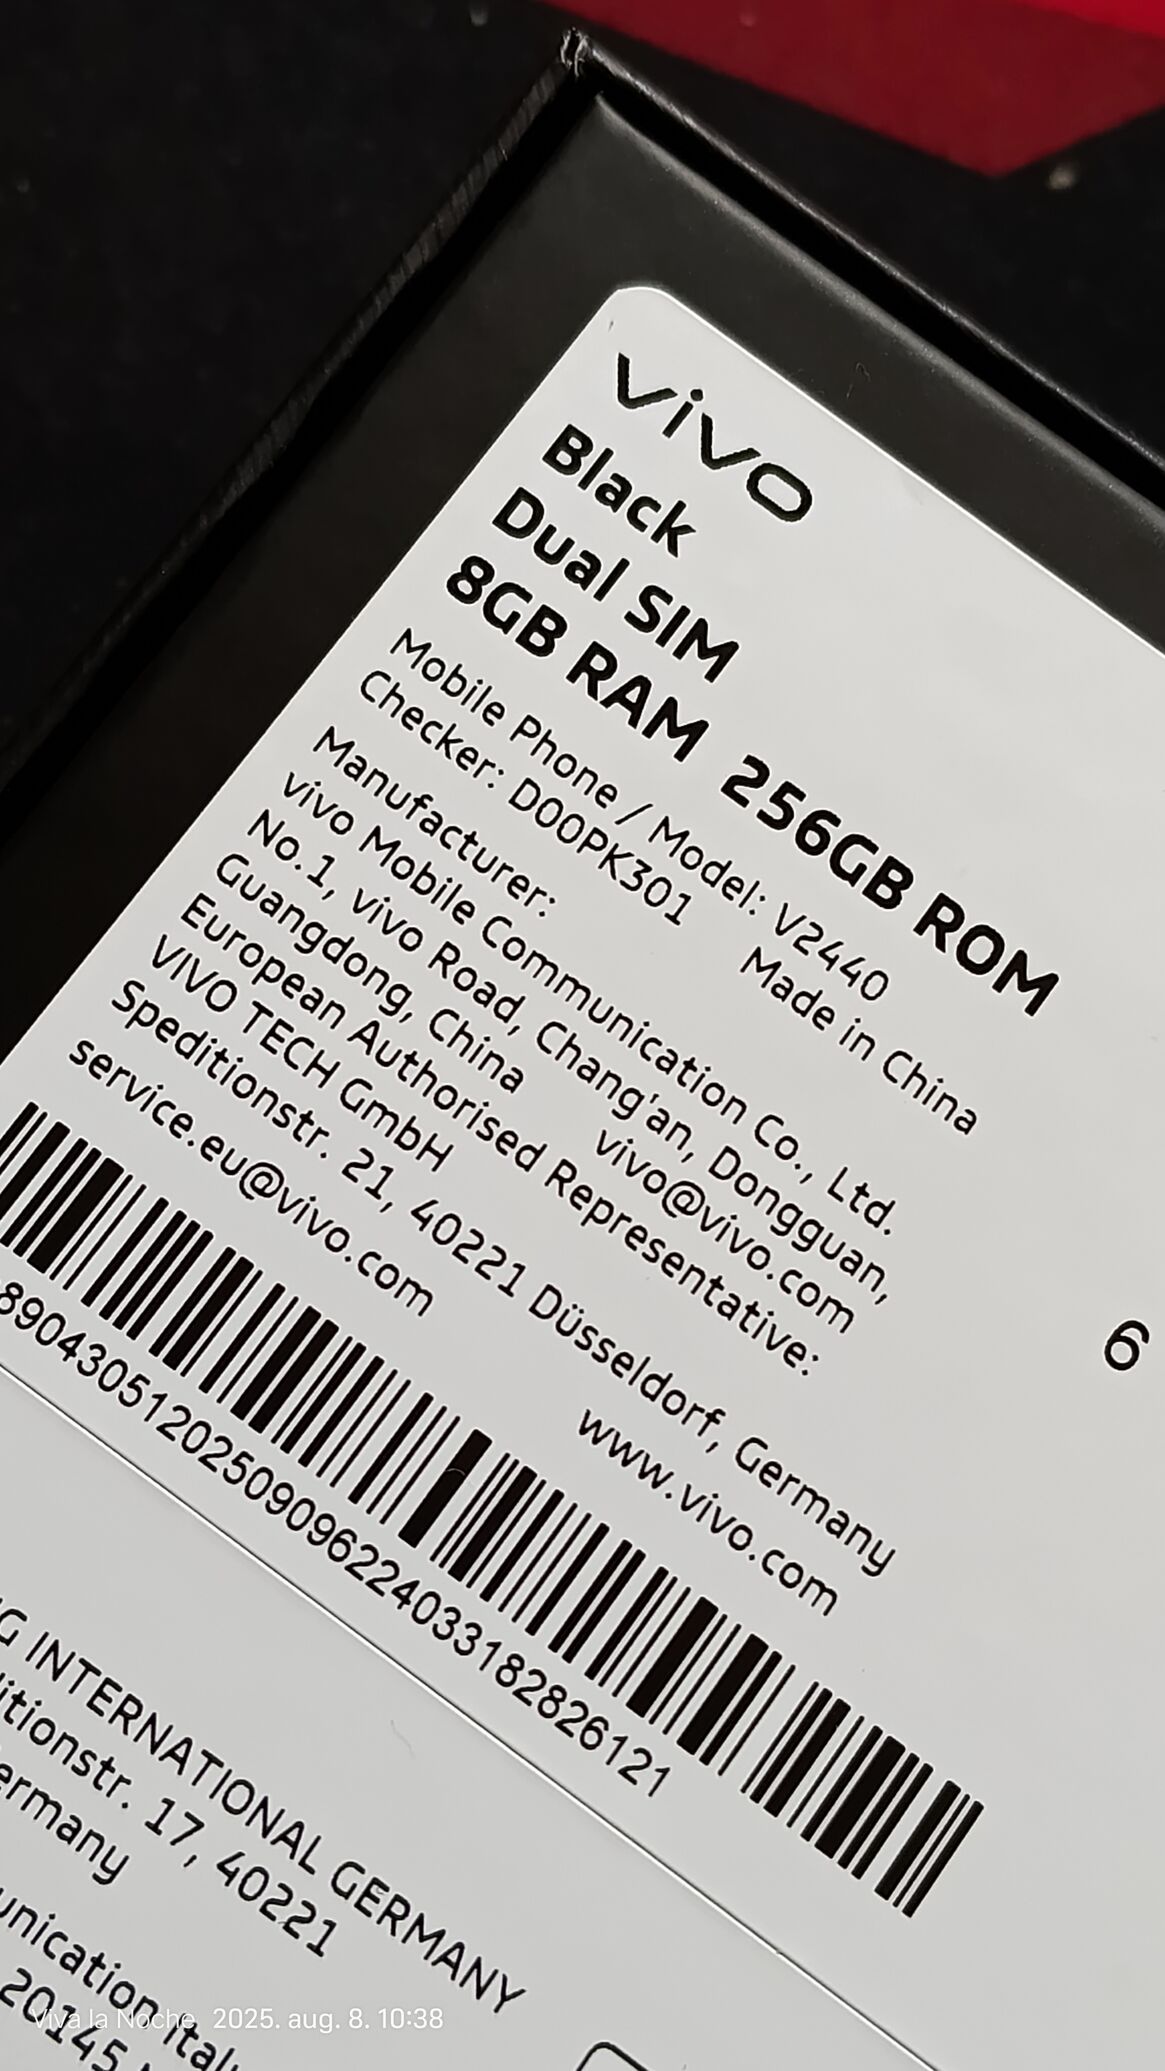 vivo
Black
Dual SIM
8GB RAM 256GB ROM
Mobile Phone / Model: V2440
Checker: D00PK301 Made in China
Manufacturer:
vivo Mobile Communication Co., Ltd.
No.1, vivo Road, Chang'an, Dongguan,
Guangdong, China vivo@vivo.com
European Authorised Representative:
VIVO TECH GmbH
Speditionstr. 21, 40221 Düsseldorf, Germany
service.eu@vivo.com www.vivo.com
6
89043051202509096224033182826121
INTERNATIONAL GERMANY
17, 40221
20145
Viva la Noche 2025. aug. 8. 10:38